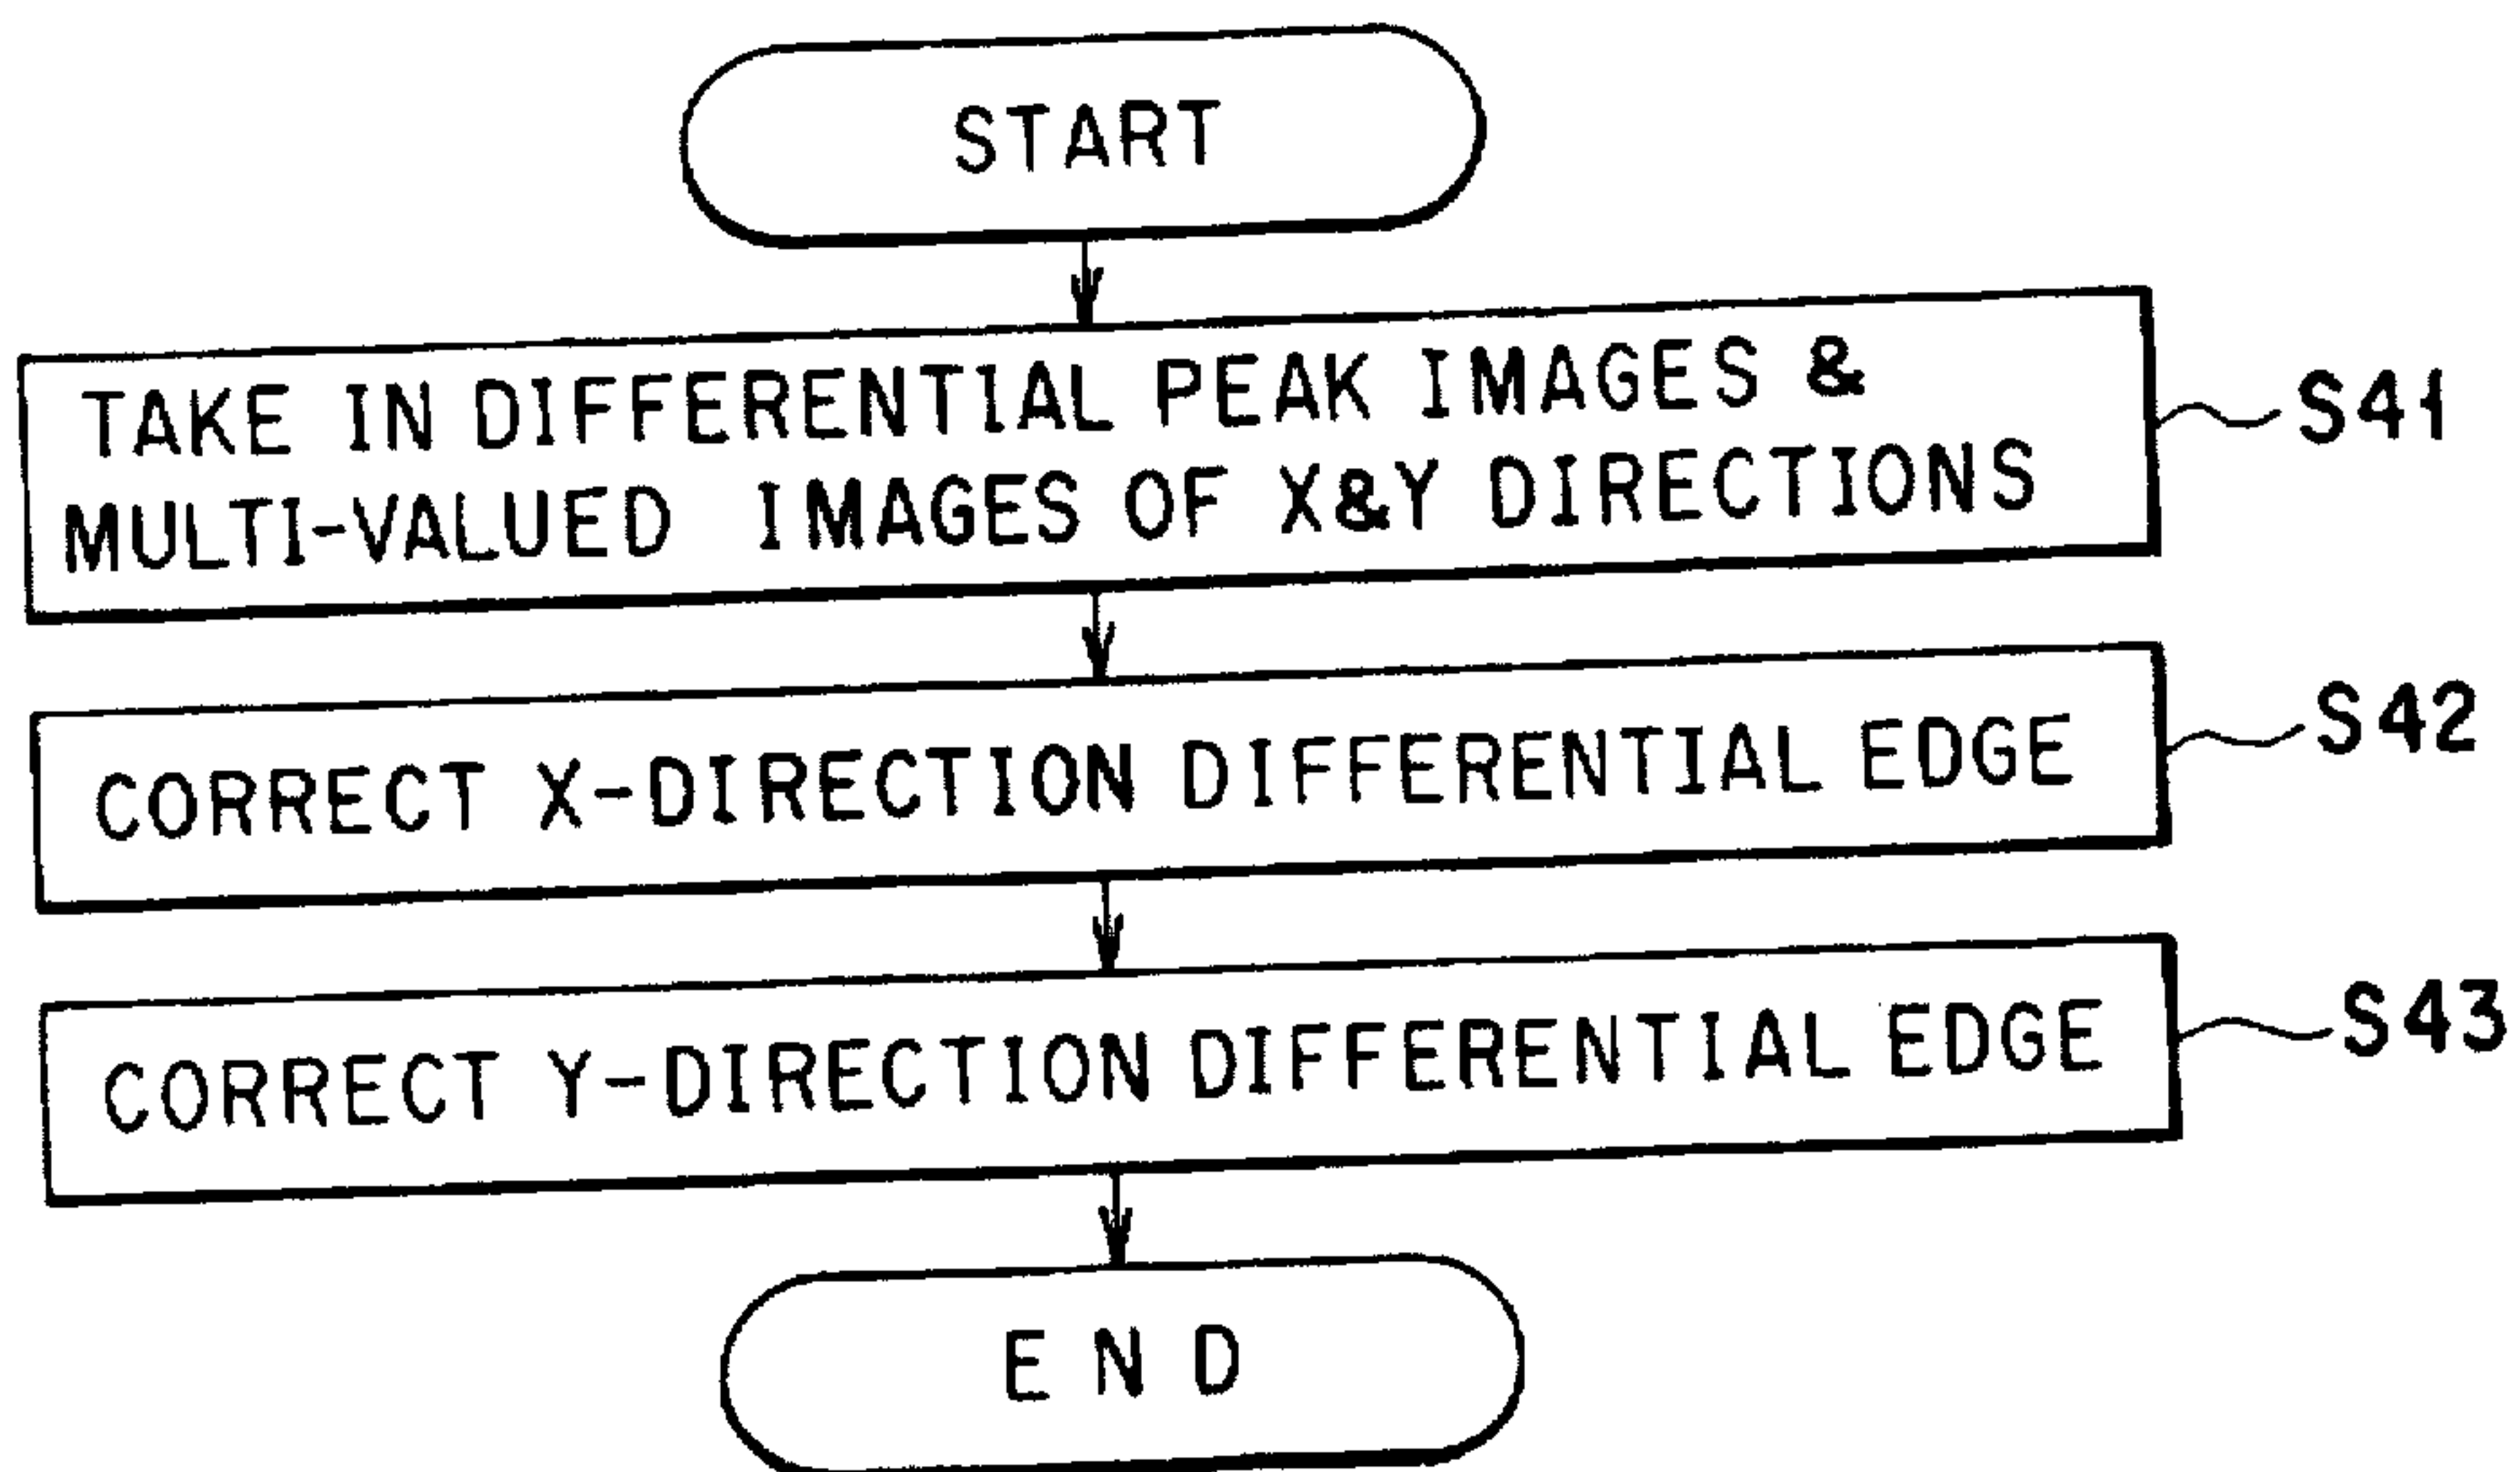 START
TAKE IN DIFFERENTIAL PEAK IMAGES &
MULTI-VALUED IMAGES OF X&Y DIRECTIONS
S41
CORRECT X-DIRECTION DIFFERENTIAL EDGE
S42
CORRECT Y-DIRECTION DIFFERENTIAL EDGE
S43
END